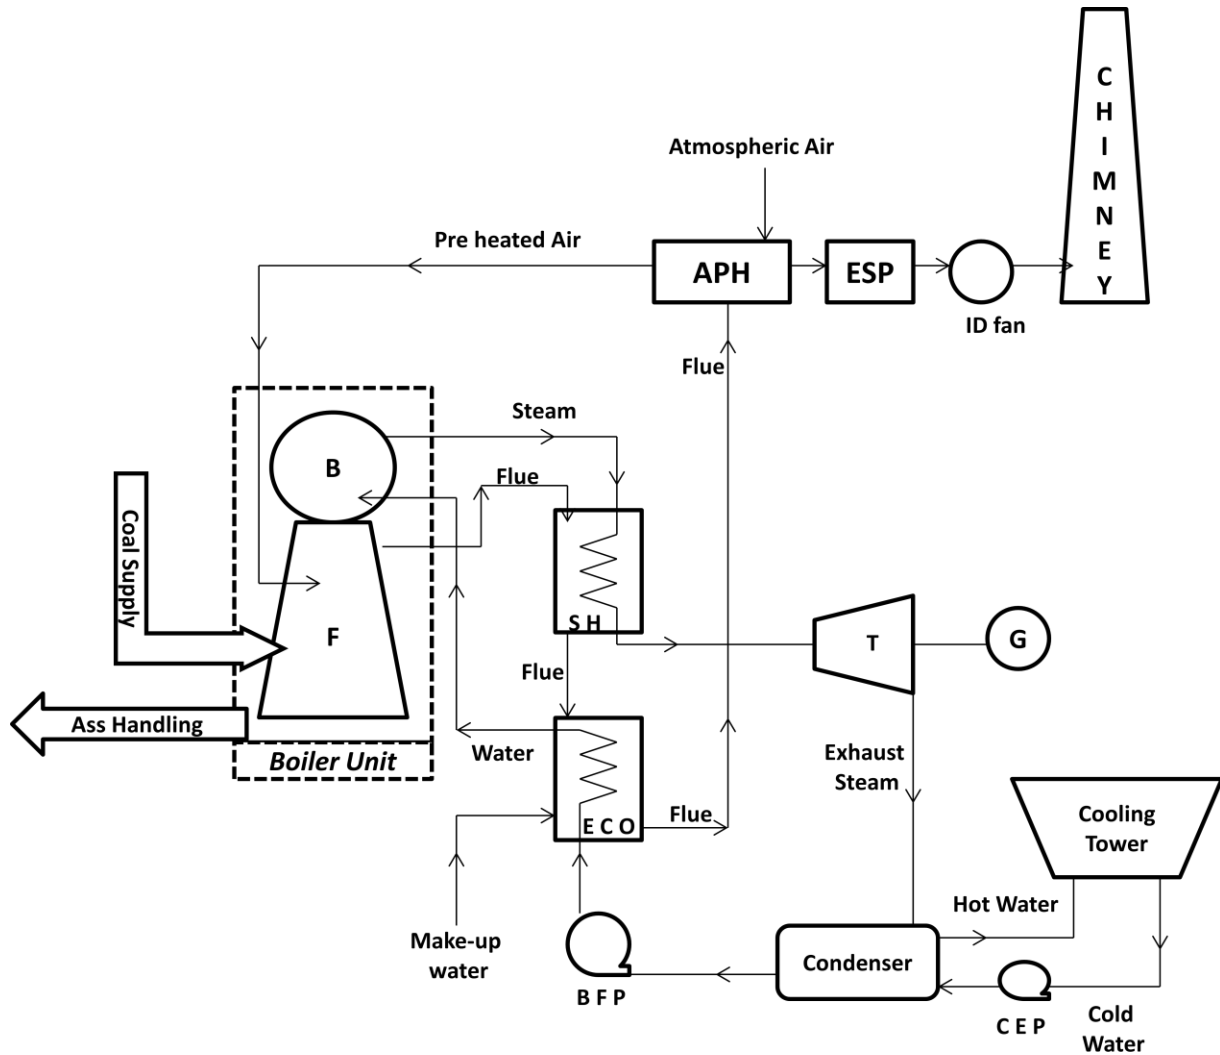 CHIMNEY
Atmospheric Air
Pre heated Air
APH
ESP
ID fan
Flue
Steam
B
Flue
Coal Supply
S H
F
T
G
Flue
Ass Handling
Boiler Unit
Water
Exhaust
Steam
E C O
Flue
Cooling
Tower
Hot Water
Make-up
water
Condenser
B F P
C E P
Cold
Water